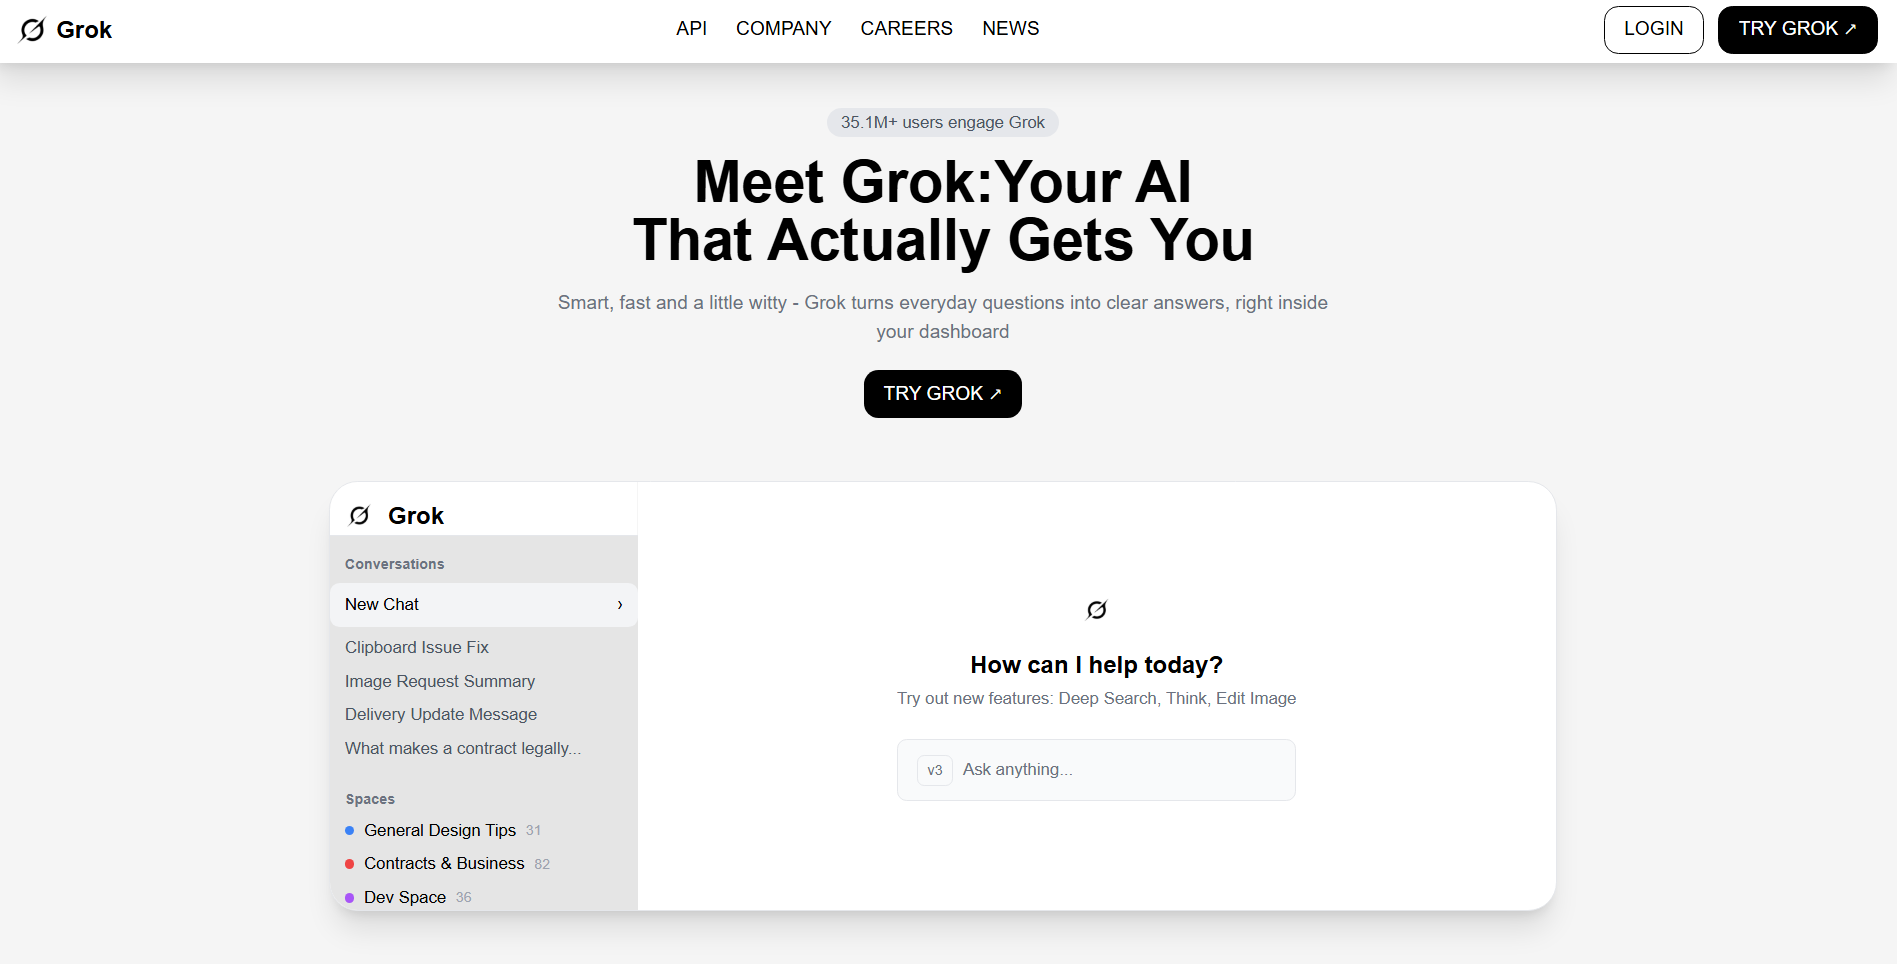 Grok
API COMPANY CAREERS NEWS
LOGIN
TRY GROK ↗
35.1M+ users engage Grok
Meet Grok:Your AI
That Actually Gets You
Smart, fast and a little witty - Grok turns everyday questions into clear answers, right inside
your dashboard
TRY GROK ↗
Grok
Conversations
New Chat ›
Clipboard Issue Fix
Image Request Summary
Delivery Update Message
What makes a contract legally...
Spaces
General Design Tips 31
Contracts & Business 82
Dev Space 36
How can I help today?
Try out new features: Deep Search, Think, Edit Image
v3 Ask anything...